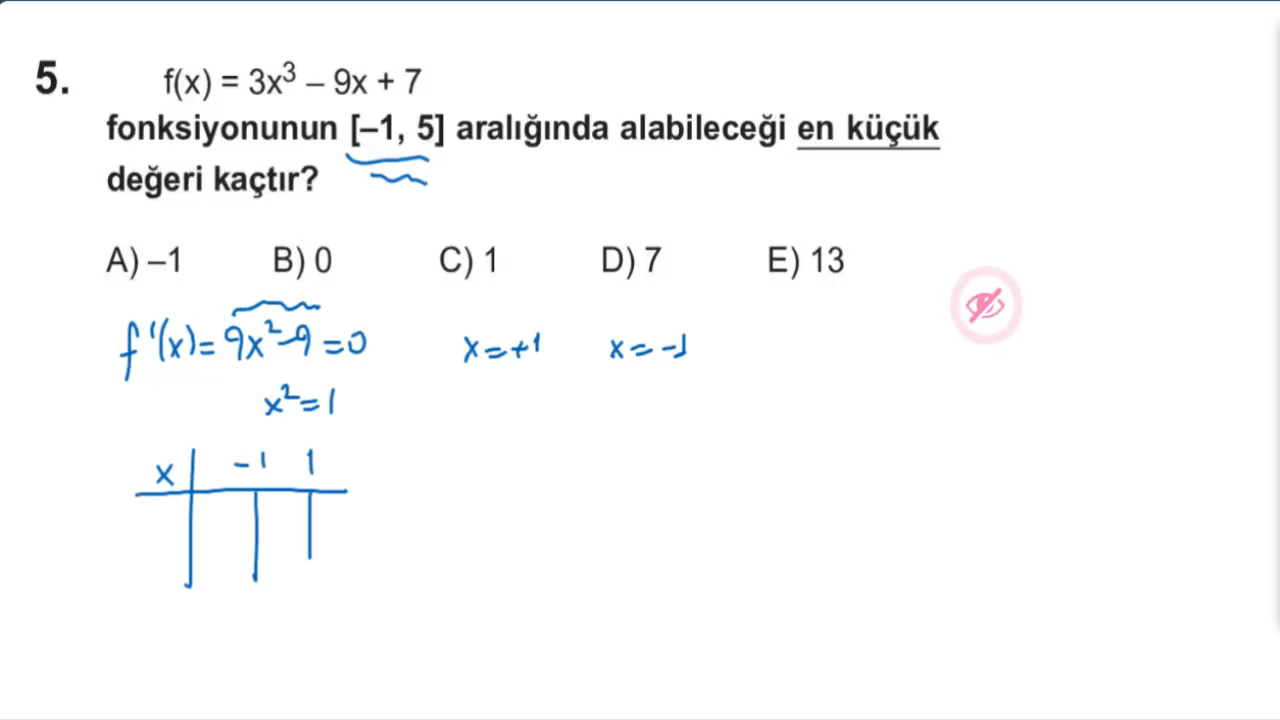 5. f(x) = 3x³ – 9x + 7
fonksiyonunun [–1, 5] aralığında alabileceği en küçük
değeri kaçtır?
A) –1 B) 0 C) 1 D) 7 E) 13
f'(x) = 9x² - 9 = 0 x = +1 x = -1
x² = 1
x -1 1